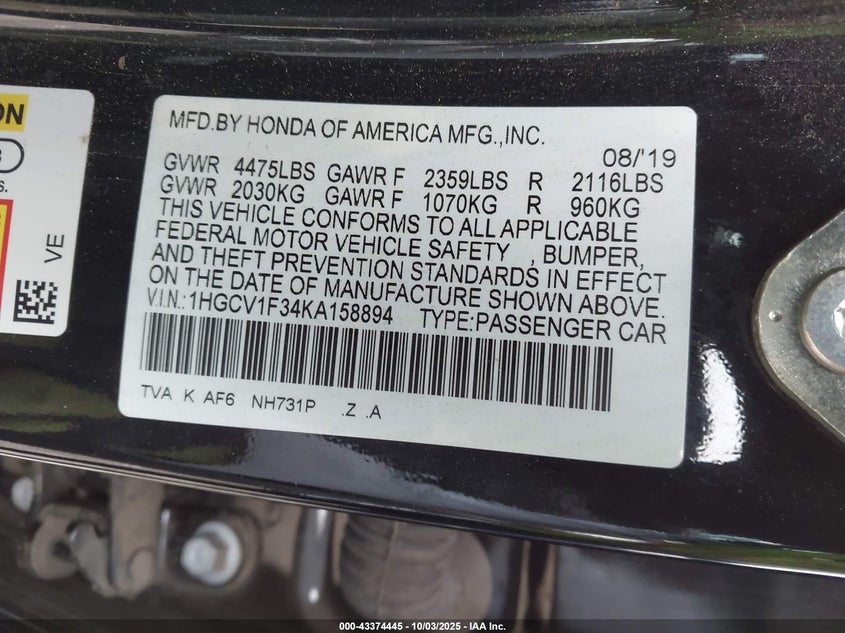 ON
3
s.
VE
MFD.BY HONDA OF AMERICA MFG.,INC.
08/'19
GVWR 4475LBS GAWR F 2359LBS R 2116LBS
GVWR 2030KG GAWR F 1070KG R 960KG
THIS VEHICLE CONFORMS TO ALL APPLICABLE
FEDERAL MOTOR VEHICLE SAFETY , BUMPER,
AND THEFT PREVENTION STANDARDS IN EFFECT
ON THE DATE OF MANUFACTURE SHOWN ABOVE.
V.I.N.:1HGCV1F34KA158894 TYPE:PASSENGER CAR
TVA K AF6 NH731P .Z .A
000-43374445 - 10/03/2025 - IAA Inc.